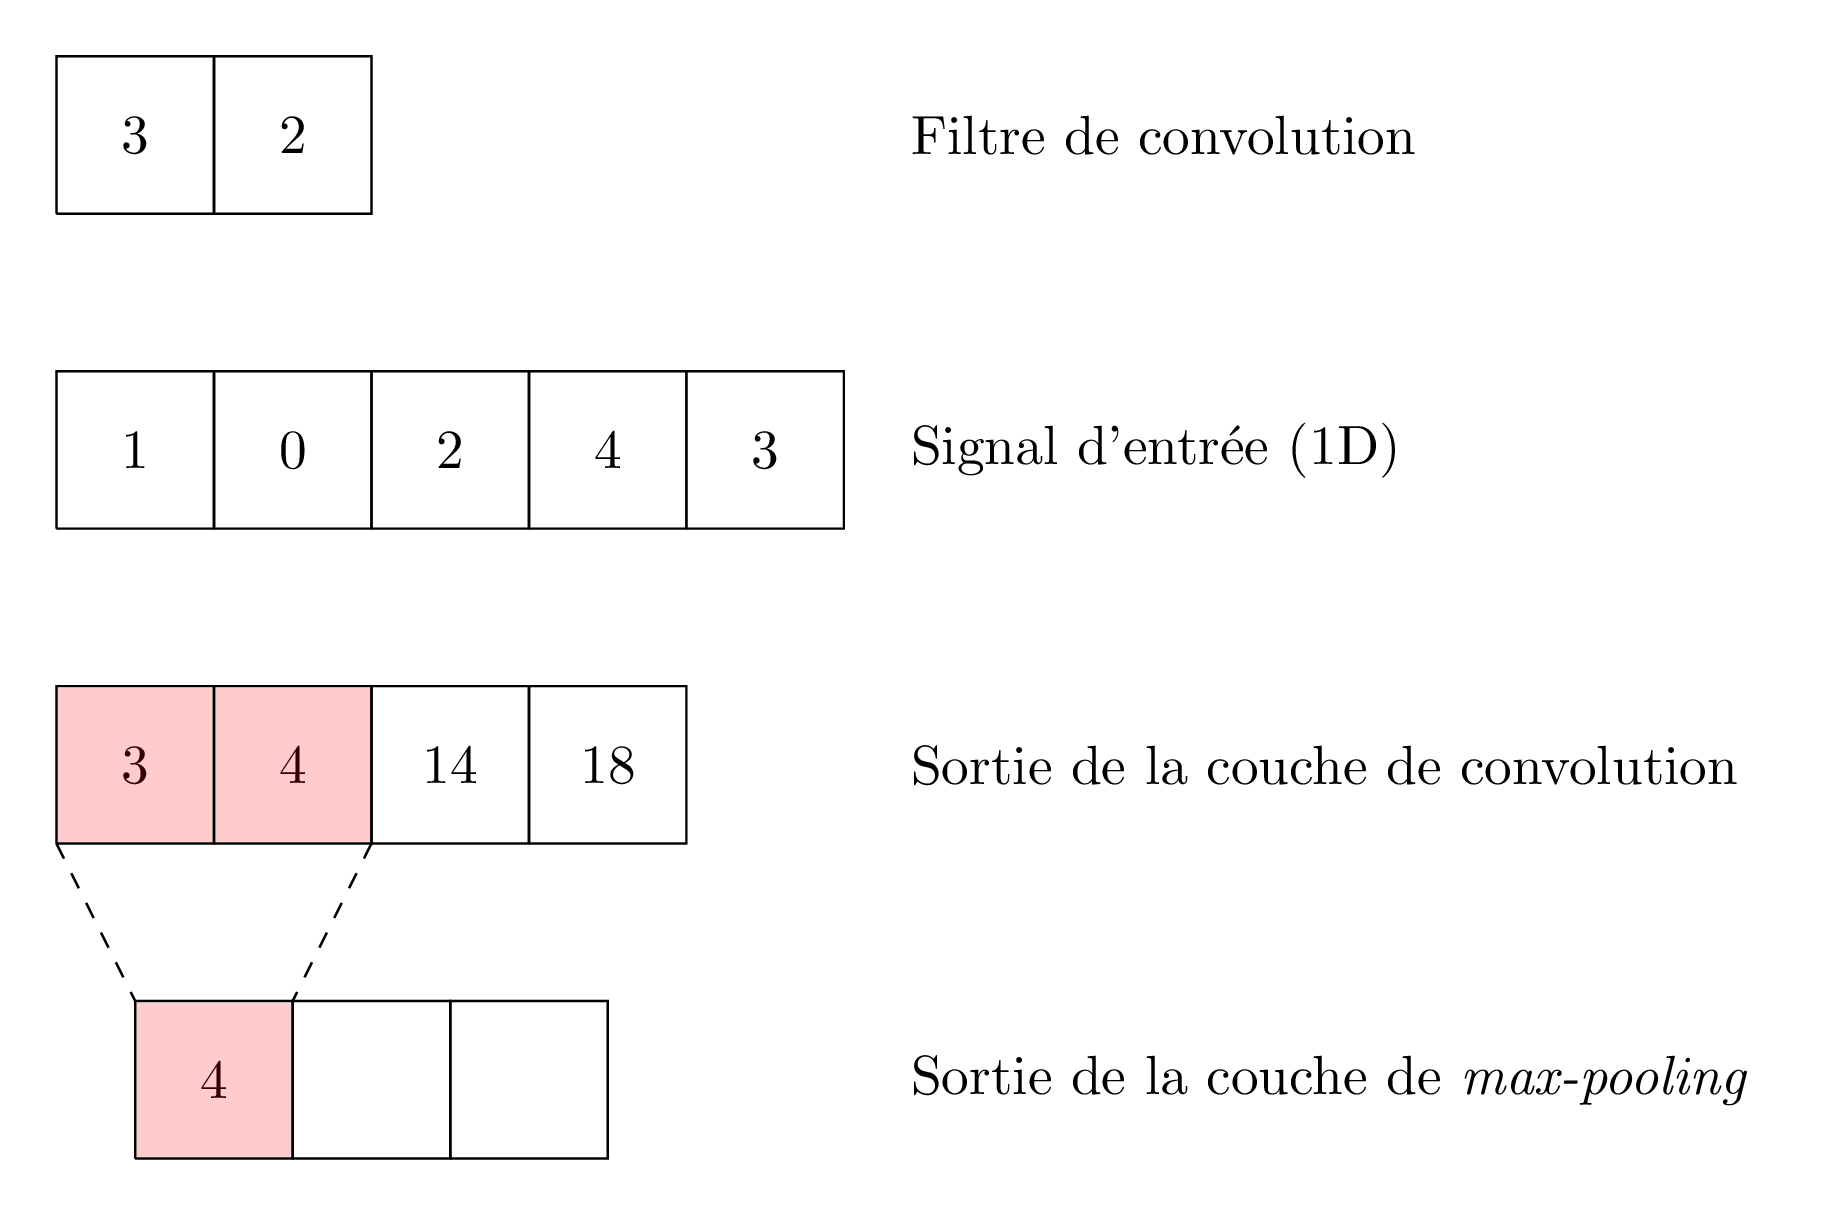 3 2 Filtre de convolution
1 0 2 4 3 Signal d'entrée (1D)
3 4 14 18 Sortie de la couche de convolution
4 Sortie de la couche de max-pooling